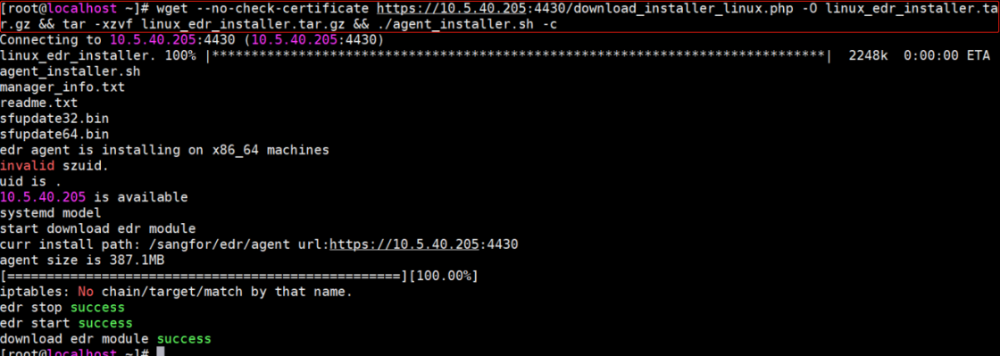 [root@localhost ~]# wget --no-check-certificate https://10.5.40.205:4430/download_installer_linux.php -O linux_edr_installer.ta
r.gz && tar -xzvf linux_edr_installer.tar.gz && ./agent_installer.sh -c
Connecting to 10.5.40.205:4430 (10.5.40.205:4430)
linux_edr_installer. 100% |*******************************************************************************| 2248k 0:00:00 ETA
agent_installer.sh
manager_info.txt
readme.txt
sfupdate32.bin
sfupdate64.bin
edr agent is installing on x86_64 machines
invalid szuid.
uid is .
10.5.40.205 is available
systemd model
start download edr module
curr install path: /sangfor/edr/agent url:https://10.5.40.205:4430
agent size is 387.1MB
[==================================================][100.00%]
iptables: No chain/target/match by that name.
edr stop success
edr start success
download edr module success
[root@localhost ~]#